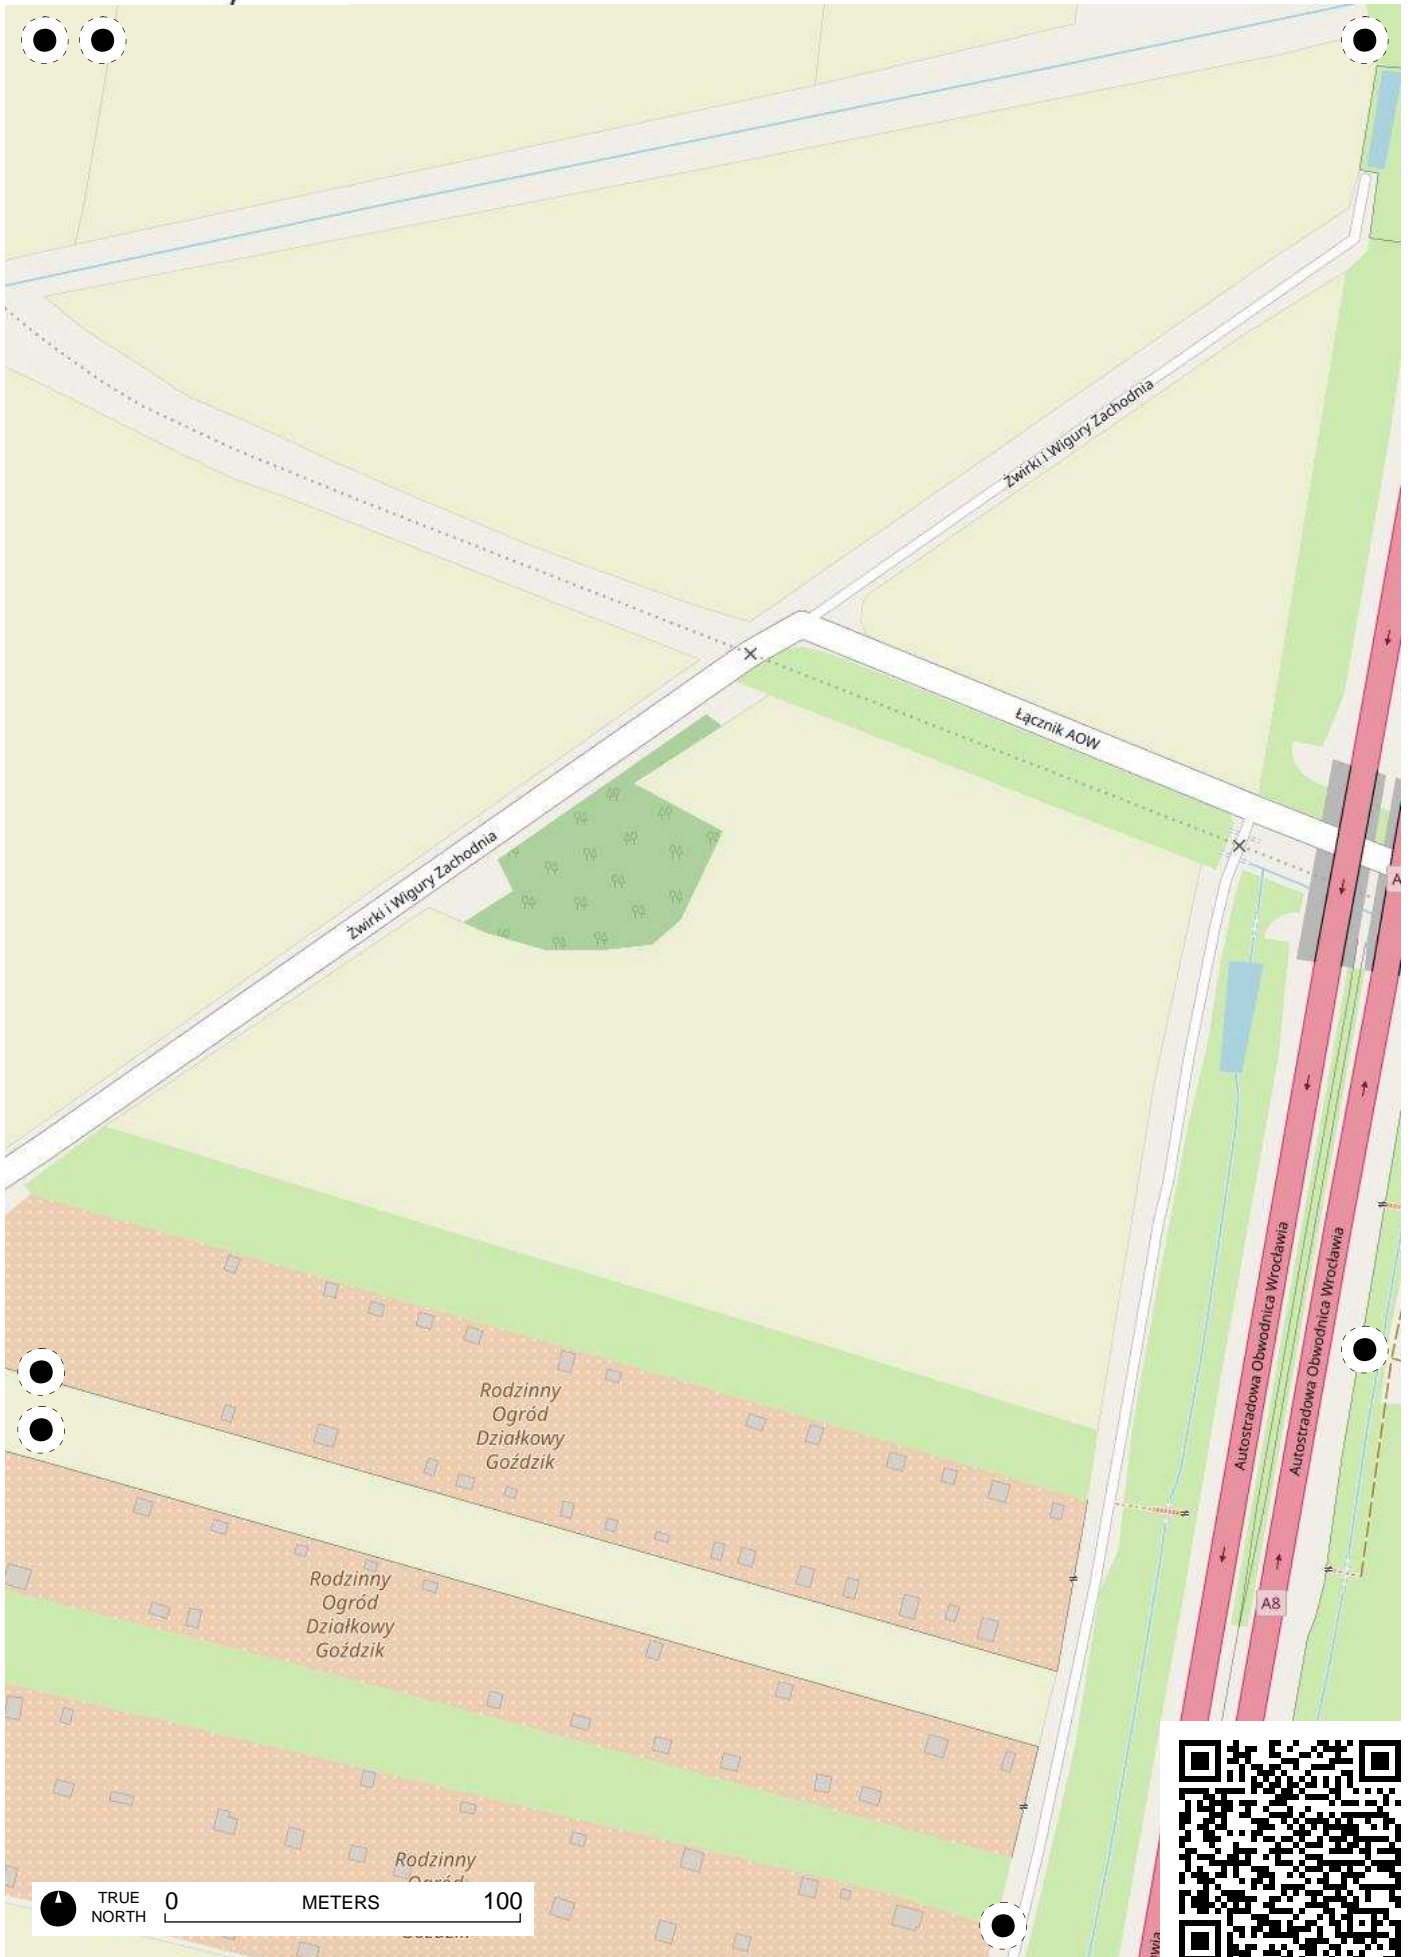 Żwirki i Wigury Zachodnia
Łącznik AOW
Żwirki i Wigury Zachodnia
Autostradowa Obwodnica Wrocławia
Autostradowa Obwodnica Wrocławia
Rodzinny
Ogród
Działkowy
Goździk
Rodzinny
Ogród
Działkowy
Goździk
A8
Rodzinny
TRUE
NORTH
0 METERS 100